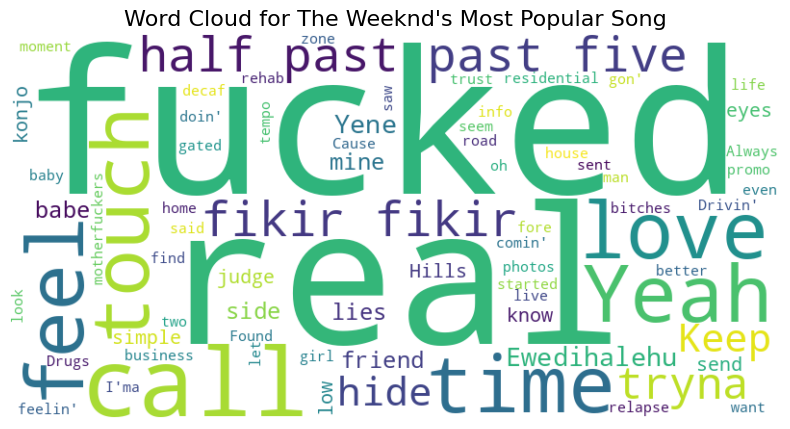 Word Cloud for The Weeknd's Most Popular Song
moment
half past
zone
past five
fucked
rehab
trust
residential
gon'
life
konjo
decaf
saw
doin'
tempo
Yene
info
seem
eyes
gated
Cause
mine
road
house
Always
baby
oh
sent
man
promo
even
touch
motherfuckers
babe
home
fikir fikir
bitches
Drivin'
said
fore
love
feel
real
find
comin'
judge
Hills
photos
better
started
Yeah
look
side
lies
live
know
two
simple
Found
Keep
Drugs
business
let
girl
friend
Ewedihalehu
send
I'ma
call
low
hide
time
tryna
feelin'
relapse
want